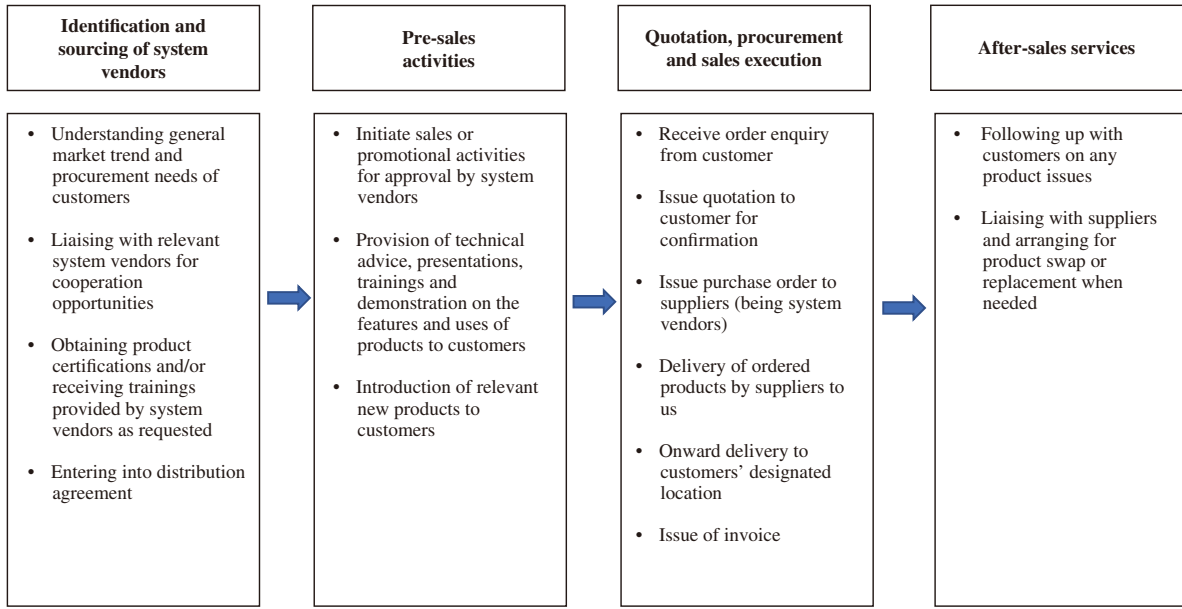 Identification and
sourcing of system
vendors
Pre-sales
activities
Quotation, procurement
and sales execution
After-sales services
• Understanding general
market trend and
procurement needs of
customers
• Liaising with relevant
system vendors for
cooperation
opportunities
• Obtaining product
certifications and/or
receiving trainings
provided by system
vendors as requested
• Entering into distribution
agreement
• Initiate sales or
promotional activities
for approval by system
vendors
• Provision of technical
advice, presentations,
trainings and
demonstration on the
features and uses of
products to customers
• Introduction of relevant
new products to
customers
• Receive order enquiry
from customer
• Issue quotation to
customer for
confirmation
• Issue purchase order to
suppliers (being system
vendors)
• Delivery of ordered
products by suppliers to
us
• Onward delivery to
customers’ designated
location
• Issue of invoice
• Following up with
customers on any
product issues
• Liaising with suppliers
and arranging for
product swap or
replacement when
needed